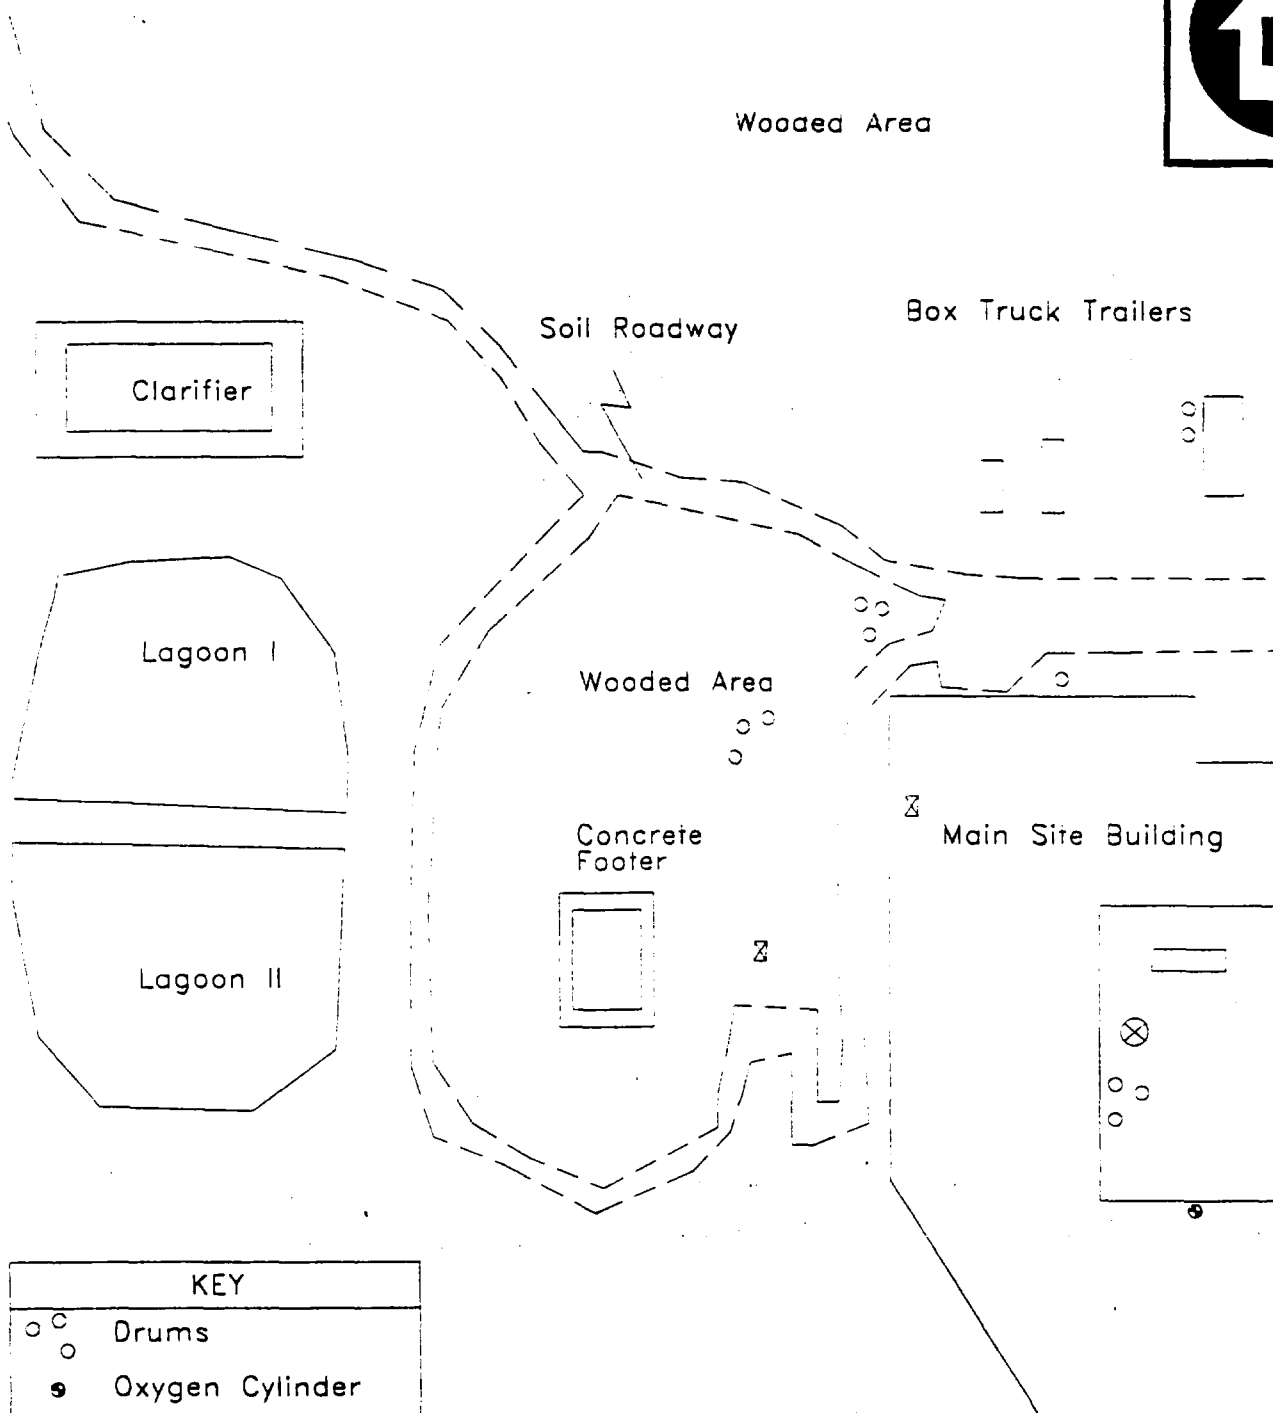 Wooded Area
Box Truck Trailers
Soil Roadway
Clarifier
Lagoon I
Wooded Area
Concrete
Footer
Main Site Building
Lagoon II
KEY
Drums
Oxygen Cylinder